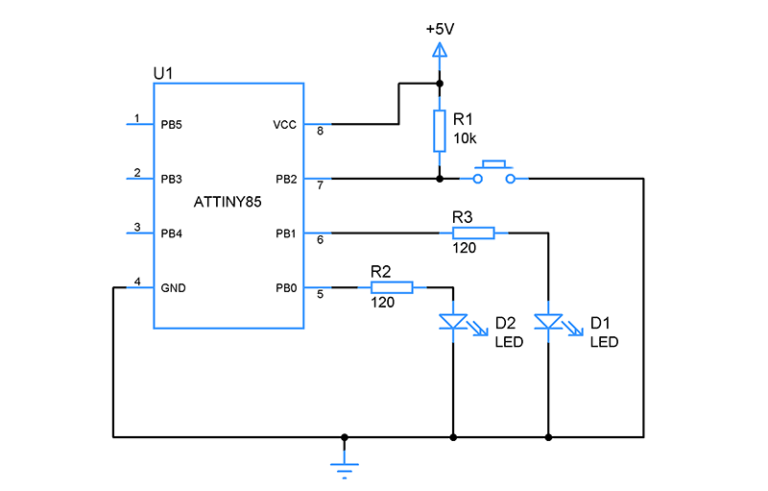 +5V
U1
R1
10k
1 PB5 VCC 8
2 PB3 PB2 7
ATTINY85
3 PB4 PB1 6
R3
120
4 GND PB0 5
R2
120
D2
LED
D1
LED